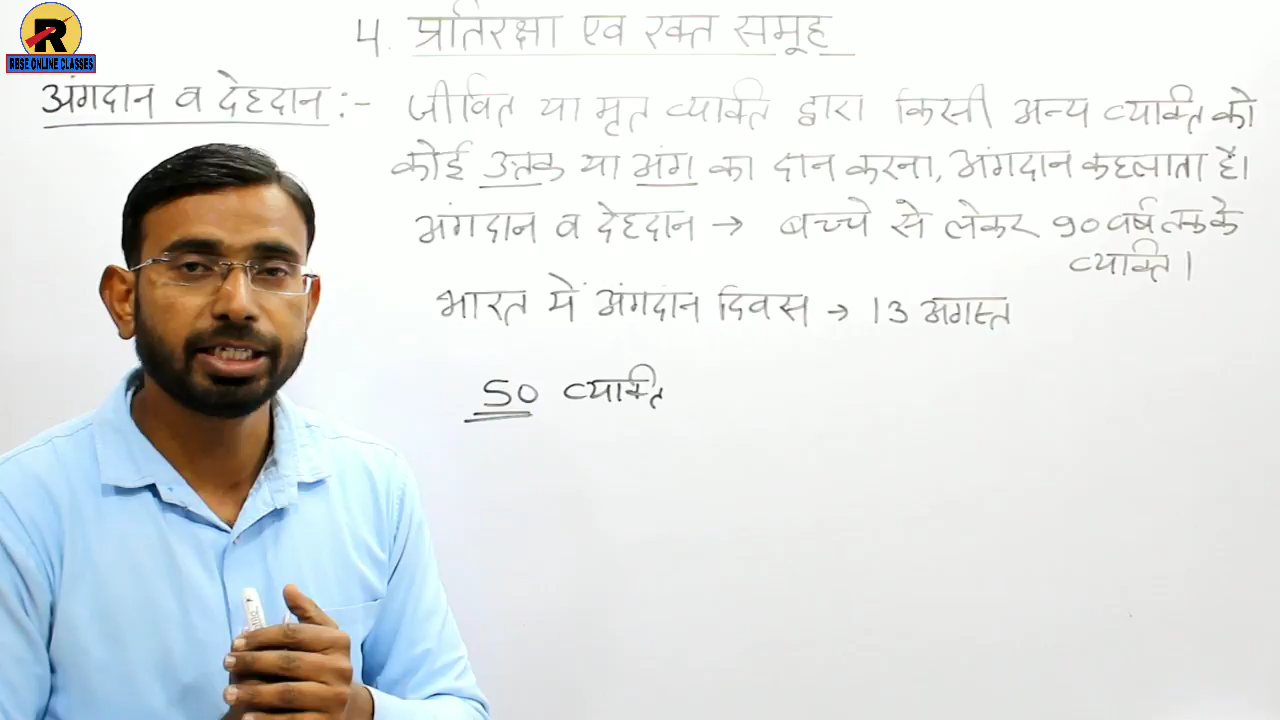 R
RBSE ONLINE CLASSES
4. प्रतिरक्षा एव रक्त समूह
अंगदान व देहदान :- जीवित या मृत व्यक्ति द्वारा किसी अन्य व्यक्ति को
कोई उत्तक या अंग का दान करना, अंगदान कहलाता है।
अंगदान व देहदान → बच्चे से लेकर 90 वर्ष तक के
व्यक्ति।
भारत में अंगदान दिवस → 13 अगस्त
50 व्यक्ति